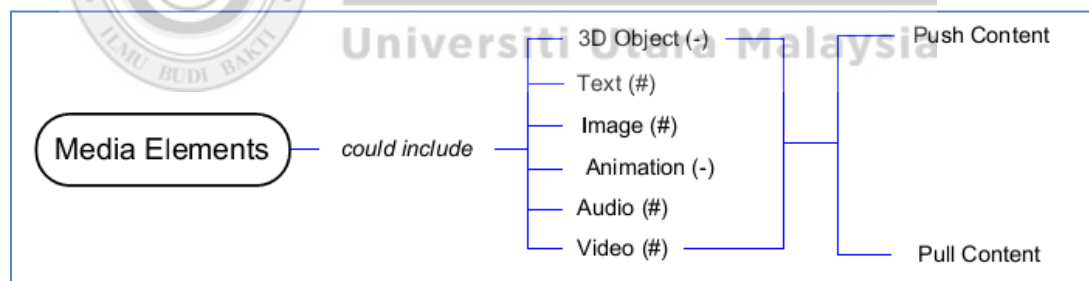 ILMU BUDI BAKTI
Universiti Utara Malaysia
3D Object (-)
Push Content
Text (#)
Image (#)
Media Elements
could include
Animation (-)
Audio (#)
Video (#)
Pull Content